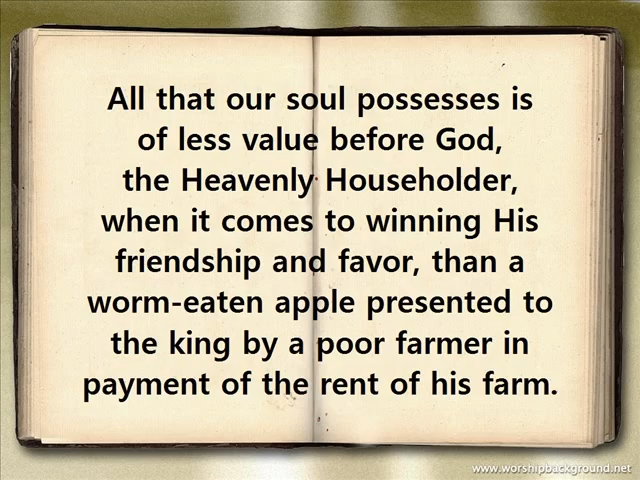 All that our soul possesses is
of less value before God,
the Heavenly Householder,
when it comes to winning His
friendship and favor, than a
worm-eaten apple presented to
the king by a poor farmer in
payment of the rent of his farm.
www.worshipbackground.net